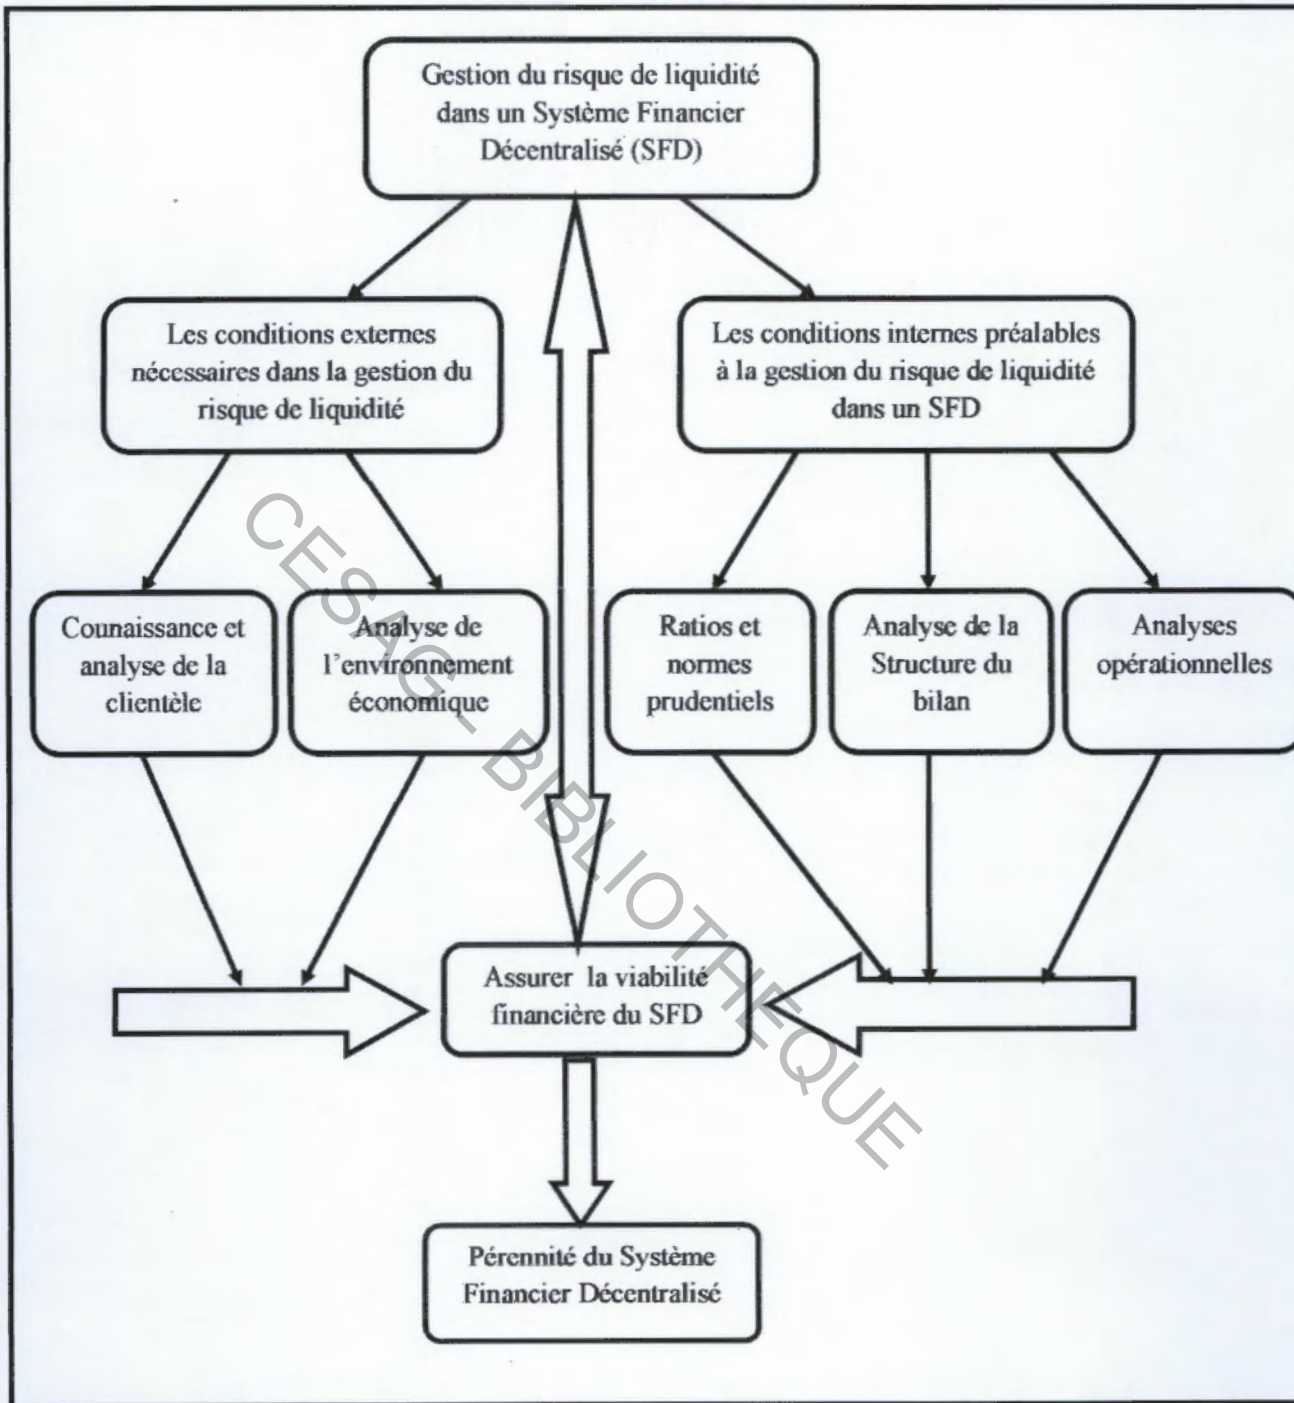 Gestion du risque de liquidité
dans un Système Financier
Décentralisé (SFD)
Les conditions externes
nécessaires dans la gestion du
risque de liquidité
Les conditions internes préalables
à la gestion du risque de liquidité
dans un SFD
Counaissance et
analyse de la
clientèle
Analyse de
l'environnement
économique
Ratios et
normes
prudentiels
Analyse de la
Structure du
bilan
Analyses
opérationnelles
Assurer la viabilité
financière du SFD
Pérennité du Système
Financier Décentralisé
CESAG - BIBLIOTHEQUE